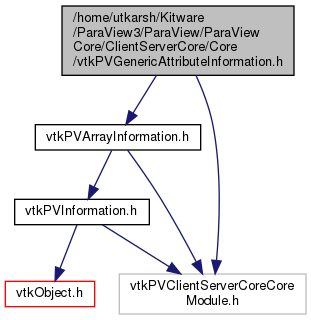 /home/utkarsh/Kitware
/ParaView3/ParaView/ParaView
Core/ClientServerCore/Core
/vtkPVGenericAttributeInformation.h
vtkPVArrayInformation.h
vtkPVInformation.h
vtkObject.h
vtkPVClientServerCoreCore
Module.h